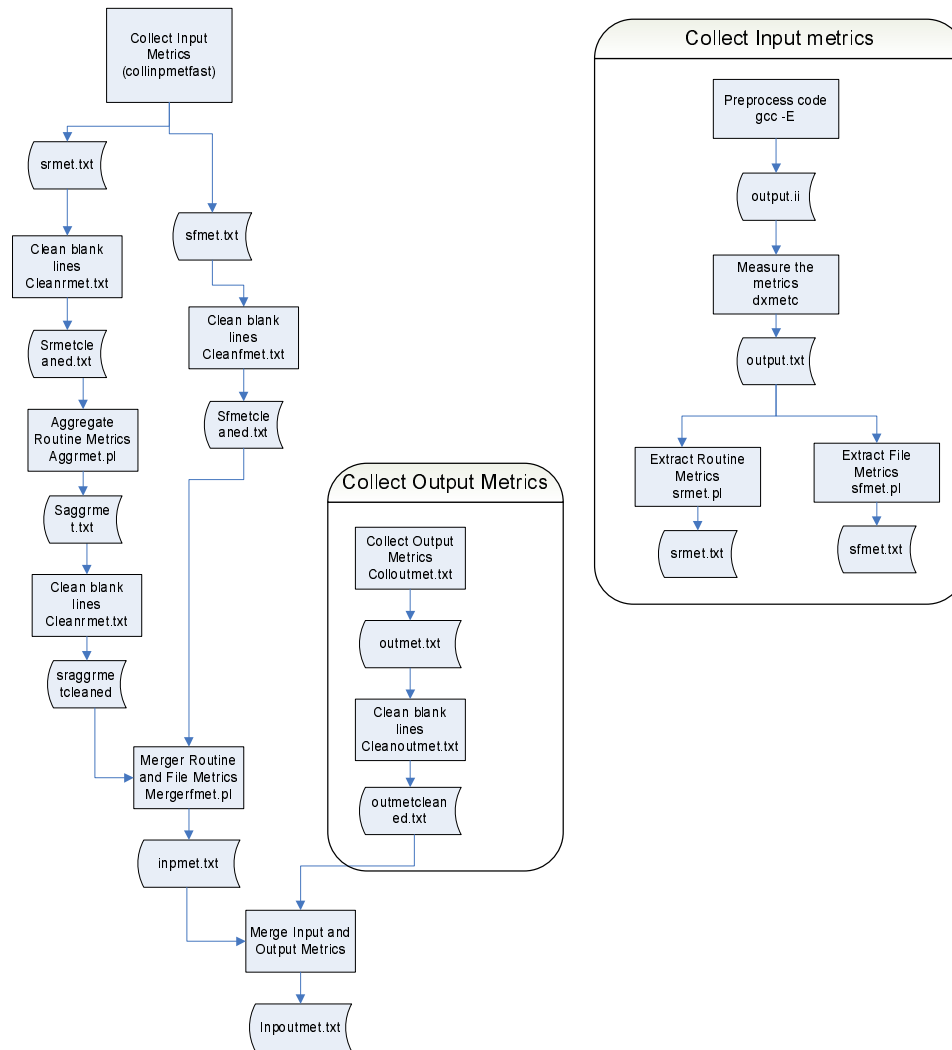 Collect Input
Metrics
(collinpmetfast)
srmet.txt
sfmet.txt
Clean blank
lines
Cleanrmet.txt
Clean blank
lines
Cleanfmet.txt
Srmetcle
aned.txt
Sfmetcle
aned.txt
Aggregate
Routine Metrics
Aggrmet.pl
Saggrme
t.txt
Clean blank
lines
Cleanrmet.txt
sraggrme
tcleaned
Merger Routine
and File Metrics
Mergerfmet.pl
inpmet.txt
Collect Output Metrics
Collect Output
Metrics
Colloutmet.txt
outmet.txt
Clean blank
lines
Cleanoutmet.txt
outmetclean
ed.txt
Merge Input and
Output Metrics
Inpoutmet.txt
Collect Input metrics
Preprocess code
gcc -E
output.ii
Measure the
metrics
dxmetc
output.txt
Extract Routine
Metrics
srmet.pl
Extract File
Metrics
sfmet.pl
srmet.txt
sfmet.txt